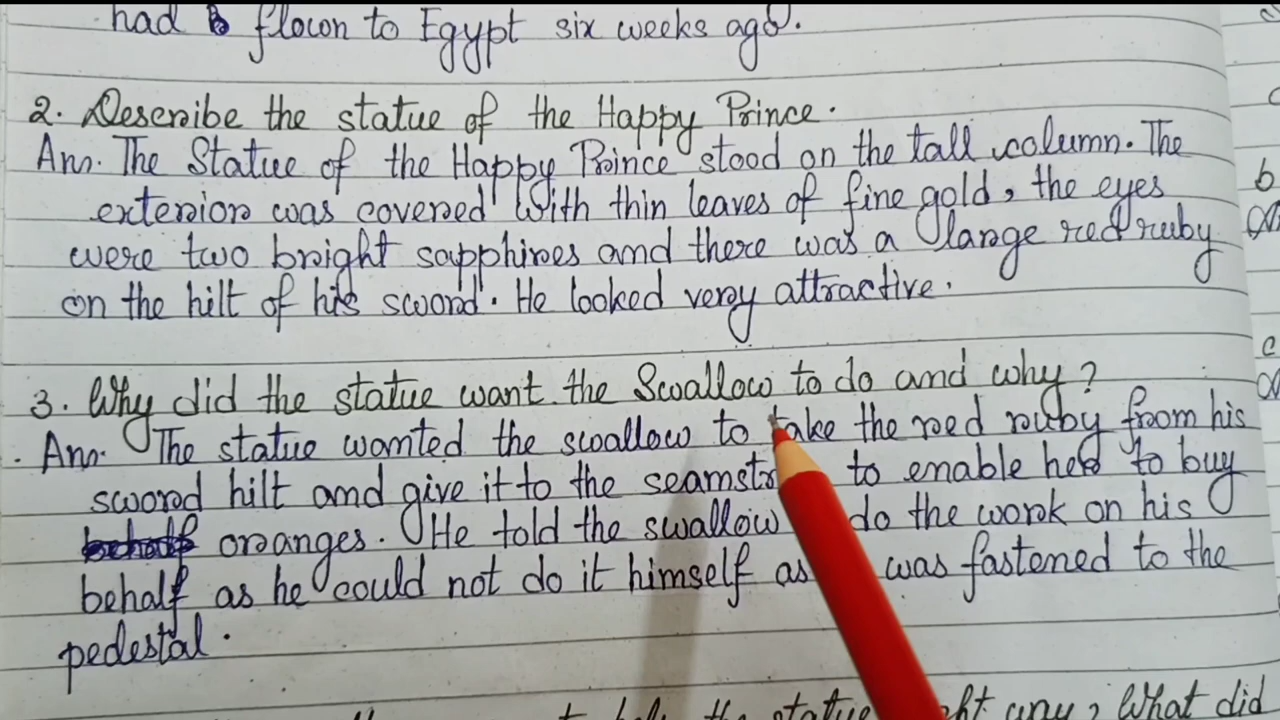 had flown to Egypt six weeks ago.
2. Describe the statue of the Happy Prince.
Ans. The Statue of the Happy Prince stood on the tall column. The
exterior was covered with thin leaves of fine gold, the eyes
were two bright sapphires and there was a large red ruby
on the hilt of his sword. He looked very attractive.
3. Why did the statue want the Swallow to do and why?
Ans. The statue wanted the swallow to take the red ruby from his
sword hilt and give it to the seamstr to enable her to buy
oranges. He told the swallow do the work on his
behalf as he could not do it himself as was fastened to the
pedestal.
the statue any? What did